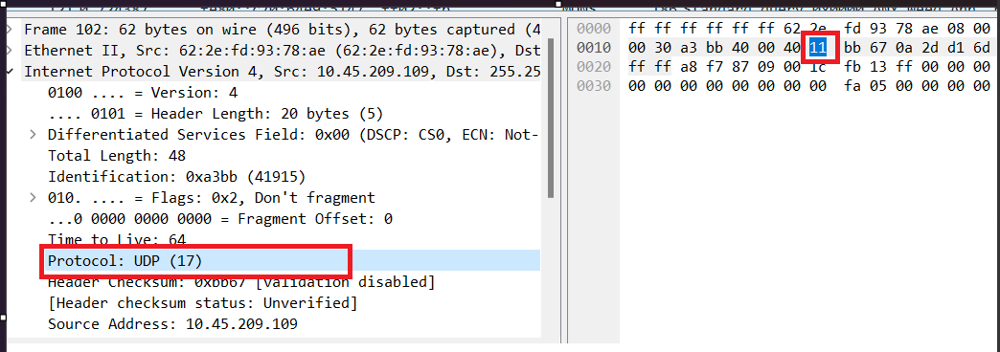 Frame 102: 62 bytes on wire (496 bits), 62 bytes captured (4
Ethernet II, Src: 62:2e:fd:93:78:ae (62:2e:fd:93:78:ae), Dst
Internet Protocol Version 4, Src: 10.45.209.109, Dst: 255.25
0100 .... = Version: 4
.... 0101 = Header Length: 20 bytes (5)
Differentiated Services Field: 0x00 (DSCP: CS0, ECN: Not-
Total Length: 48
Identification: 0xa3bb (41915)
010. .... = Flags: 0x2, Don't fragment
...0 0000 0000 0000 = Fragment Offset: 0
Time to Live: 64
Protocol: UDP (17)
Header Checksum: 0xbb67 [validation disabled]
[Header checksum status: Unverified]
Source Address: 10.45.209.109
0000 ff ff ff ff ff ff 62 2e fd 93 78 ae 08 00
0010 00 30 a3 bb 40 00 40 11 bb 67 0a 2d d1 6d
0020 ff ff a8 f7 87 09 00 1c fb 13 ff 00 00 00
0030 00 00 00 00 00 00 00 00 fa 05 00 00 00 00